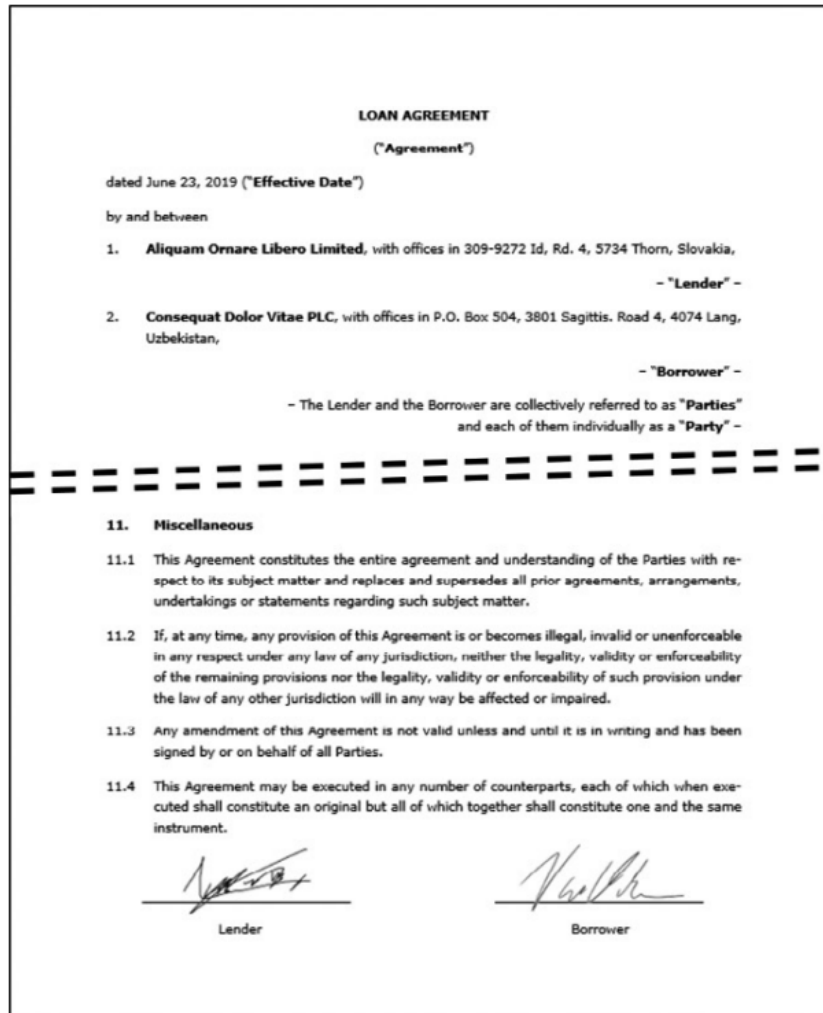 LOAN AGREEMENT
("Agreement")
dated June 23, 2019 ("Effective Date")
by and between
1. Aliquam Ornare Libero Limited, with offices in 309-9272 Id, Rd. 4, 5734 Thorn, Slovakia,
– "Lender" –
2. Consequat Dolor Vitae PLC, with offices in P.O. Box 504, 3801 Sagittis. Road 4, 4074 Lang,
Uzbekistan,
– "Borrower" –
– The Lender and the Borrower are collectively referred to as "Parties"
and each of them individually as a "Party" –
11. Miscellaneous
11.1 This Agreement constitutes the entire agreement and understanding of the Parties with re-
spect to its subject matter and replaces and supersedes all prior agreements, arrangements,
undertakings or statements regarding such subject matter.
11.2 If, at any time, any provision of this Agreement is or becomes illegal, invalid or unenforceable
in any respect under any law of any jurisdiction, neither the legality, validity or enforceability
of the remaining provisions nor the legality, validity or enforceability of such provision under
the law of any other jurisdiction will in any way be affected or impaired.
11.3 Any amendment of this Agreement is not valid unless and until it is in writing and has been
signed by or on behalf of all Parties.
11.4 This Agreement may be executed in any number of counterparts, each of which when exe-
cuted shall constitute an original but all of which together shall constitute one and the same
instrument.
Lender
Borrower